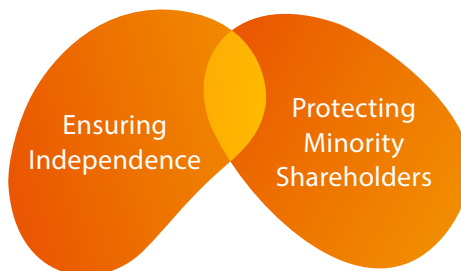 Ensuring
Independence
Protecting
Minority
Shareholders